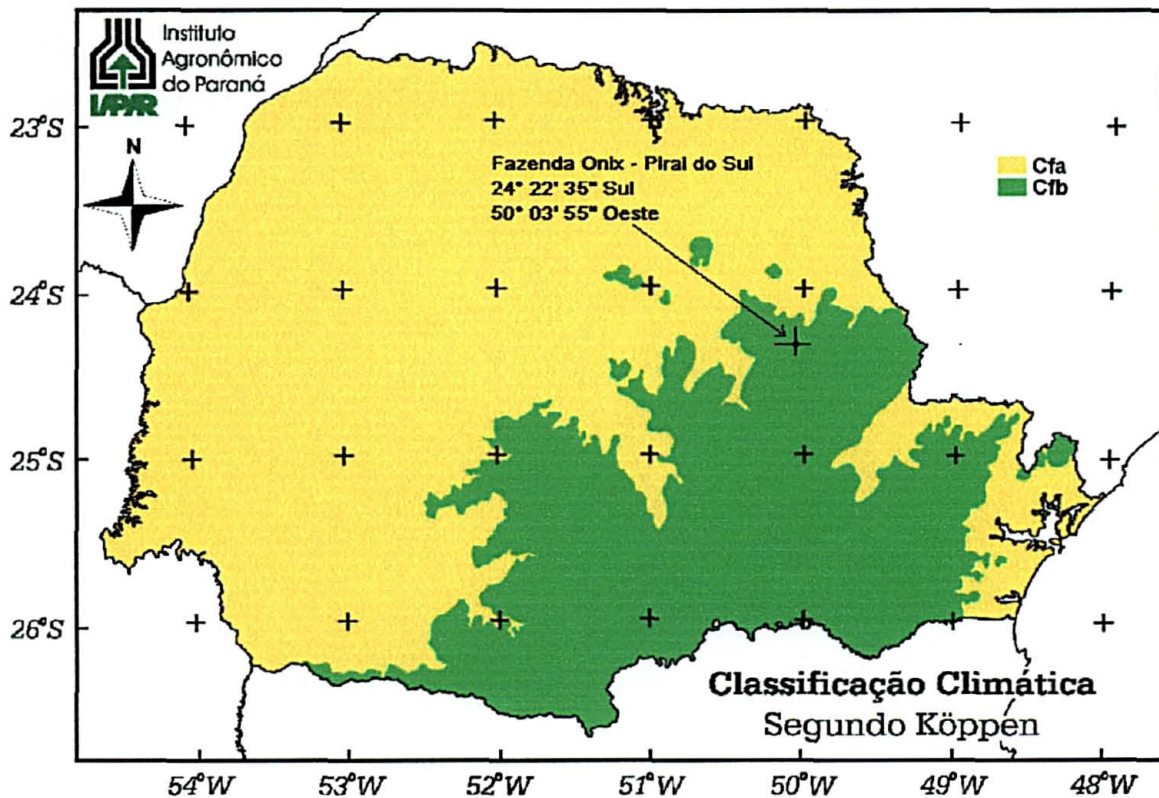 Instituto
Agronômico
do Paraná
IAPAR
N
23°S
24°S
25°S
26°S
Fazenda Onix - Piraí do Sul
24° 22' 35" Sul
50° 03' 55" Oeste
Cfa
Cfb
Classificação Climática
Segundo Köppen
54°W 53°W 52°W 51°W 50°W 49°W 48°W